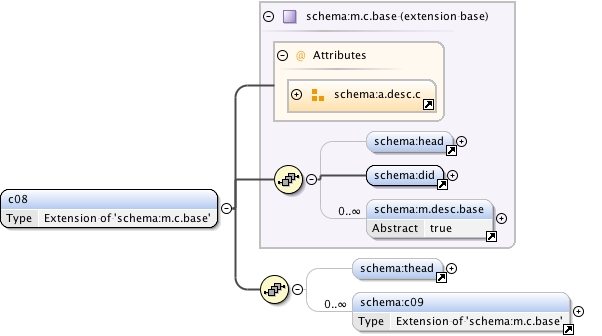 schema:m.c.base (extension base)
@ Attributes
schema:a.desc.c
schema:head
schema:did
c08
Type Extension of 'schema:m.c.base'
0..∞ schema:m.desc.base
Abstract true
schema:thead
0..∞ schema:c09
Type Extension of 'schema:m.c.base'